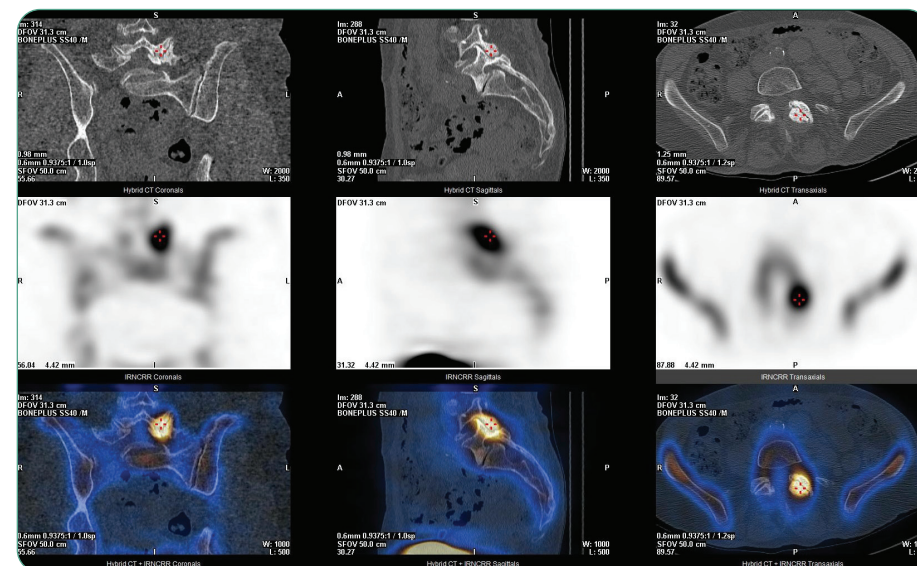 S
Im: 314
DFOV 31.3 cm
BONEPLUS SS40 /M
R
L
0.98 mm
0.6mm 0.9375:1 / 1.0sp
SFOV 50.0 cm
55.66
W: 2000
L: 350
I
Hybrid CT Coronals
S
Im: 288
DFOV 31.3 cm
BONEPLUS SS40 /M
A
P
0.98 mm
0.6mm 0.9375:1 / 1.0sp
SFOV 50.0 cm
30.27
W: 2000
L: 350
I
Hybrid CT Sagittals
A
Im: 32
DFOV 31.3 cm
BONEPLUS SS40 /M
R
1.25 mm
0.6mm 0.9375:1 / 1.2sp
SFOV 50.0 cm
89.57
W: 2
L:
P
Hybrid CT Transaxials
DFOV 31.3 cm
S
R
L
56.04 4.42 mm
I
IRNCRR Coronals
DFOV 31.3 cm
S
A
P
31.32 4.42 mm
I
IRNCRR Sagittals
DFOV 31.3 cm
A
R
87.88 4.42 mm
P
IRNCRR Transaxials
S
Im: 314
DFOV 31.3 cm
BONEPLUS SS40 /M
R
L
0.6mm 0.9375:1 / 1.0sp
SFOV 50.0 cm
55.66
W: 1000
L: 500
I
Hybrid CT + IRNCRR Coronals
S
Im: 288
DFOV 31.3 cm
BONEPLUS SS40 /M
A
P
0.6mm 0.9375:1 / 1.0sp
SFOV 50.0 cm
30.27
W: 1000
L: 500
I
Hybrid CT + IRNCRR Sagittals
A
Im: 32
DFOV 31.3 cm
BONEPLUS SS40 /M
R
0.6mm 0.9375:1 / 1.2sp
SFOV 50.0 cm
89.57
W: 1
L:
P
Hybrid CT + IRNCRR Transaxials